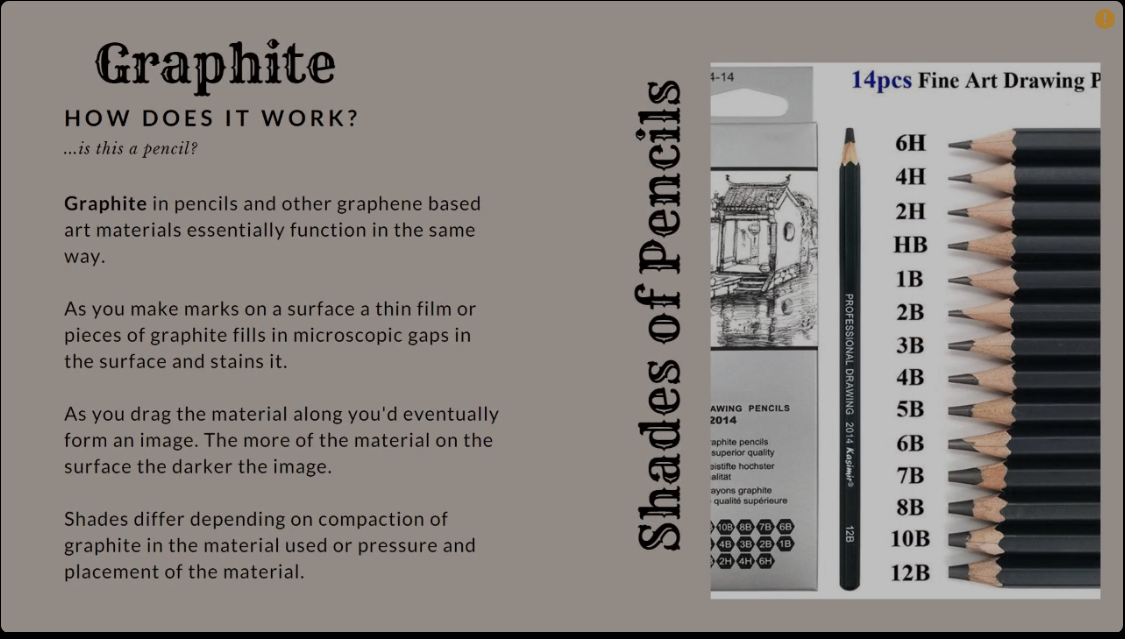 Graphite
HOW DOES IT WORK?
...is this a pencil?
Graphite in pencils and other graphene based
art materials essentially function in the same
way.
As you make marks on a surface a thin film or
pieces of graphite fills in microscopic gaps in
the surface and stains it.
As you drag the material along you'd eventually
form an image. The more of the material on the
surface the darker the image.
Shades differ depending on compaction of
graphite in the material used or pressure and
placement of the material.
Shades of Pencils
4-14
AWING PENCILS
2014
raphite pencils
superior quality
eistifte hochster
alität
ayons graphite
qualité supérieure
10B 8B 7B 6B
4B 3B 2B 1B
2H 4H 6H
PROFESSIONAL DRAWING 2014 Kasimir® 12B
14pcs Fine Art Drawing P
6H
4H
2H
HB
1B
2B
3B
4B
5B
6B
7B
8B
10B
12B